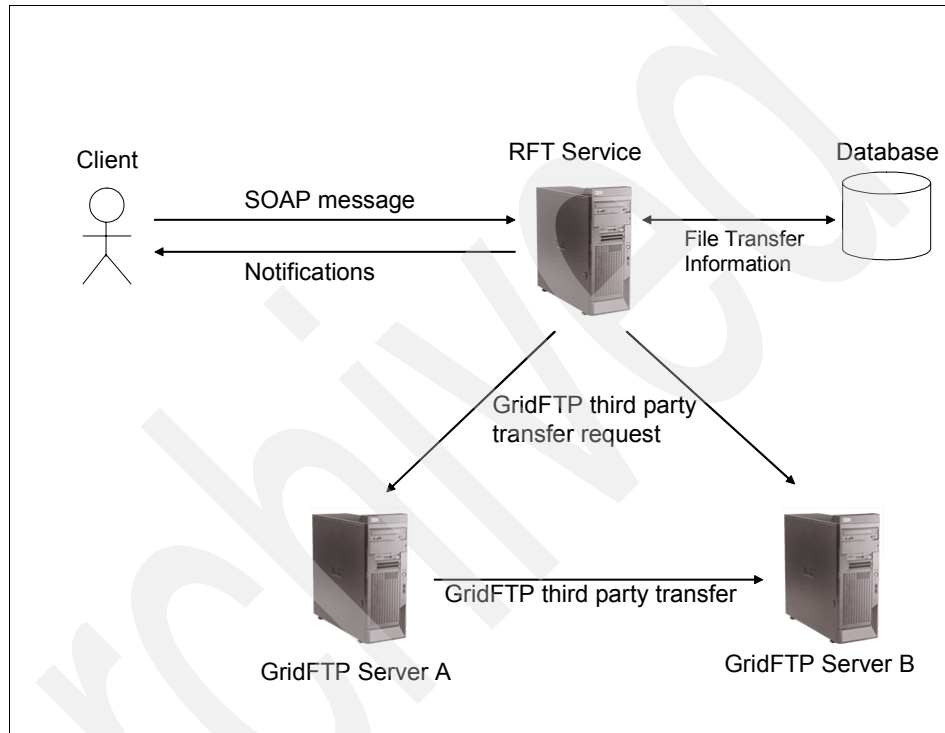 Client
RFT Service
Database
SOAP message
Notifications
File Transfer
Information
GridFTP third party
transfer request
GridFTP third party transfer
GridFTP Server A
GridFTP Server B
rchived